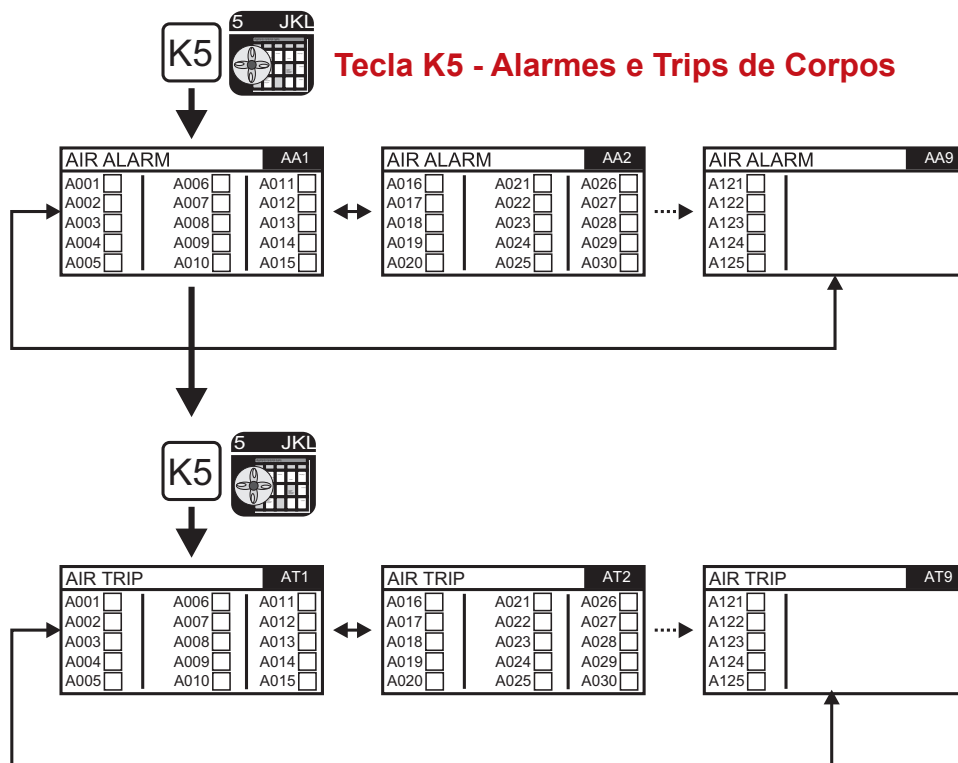 5 JKL
K5
Tecla K5 - Alarmes e Trips de Corpos
AIR ALARM AA1
A001 A006 A011
A002 A007 A012
A003 A008 A013
A004 A009 A014
A005 A010 A015
AIR ALARM AA2
A016 A021 A026
A017 A022 A027
A018 A023 A028
A019 A024 A029
A020 A025 A030
AIR ALARM AA9
A121
A122
A123
A124
A125
5 JKL
K5
AIR TRIP AT1
A001 A006 A011
A002 A007 A012
A003 A008 A013
A004 A009 A014
A005 A010 A015
AIR TRIP AT2
A016 A021 A026
A017 A022 A027
A018 A023 A028
A019 A024 A029
A020 A025 A030
AIR TRIP AT9
A121
A122
A123
A124
A125